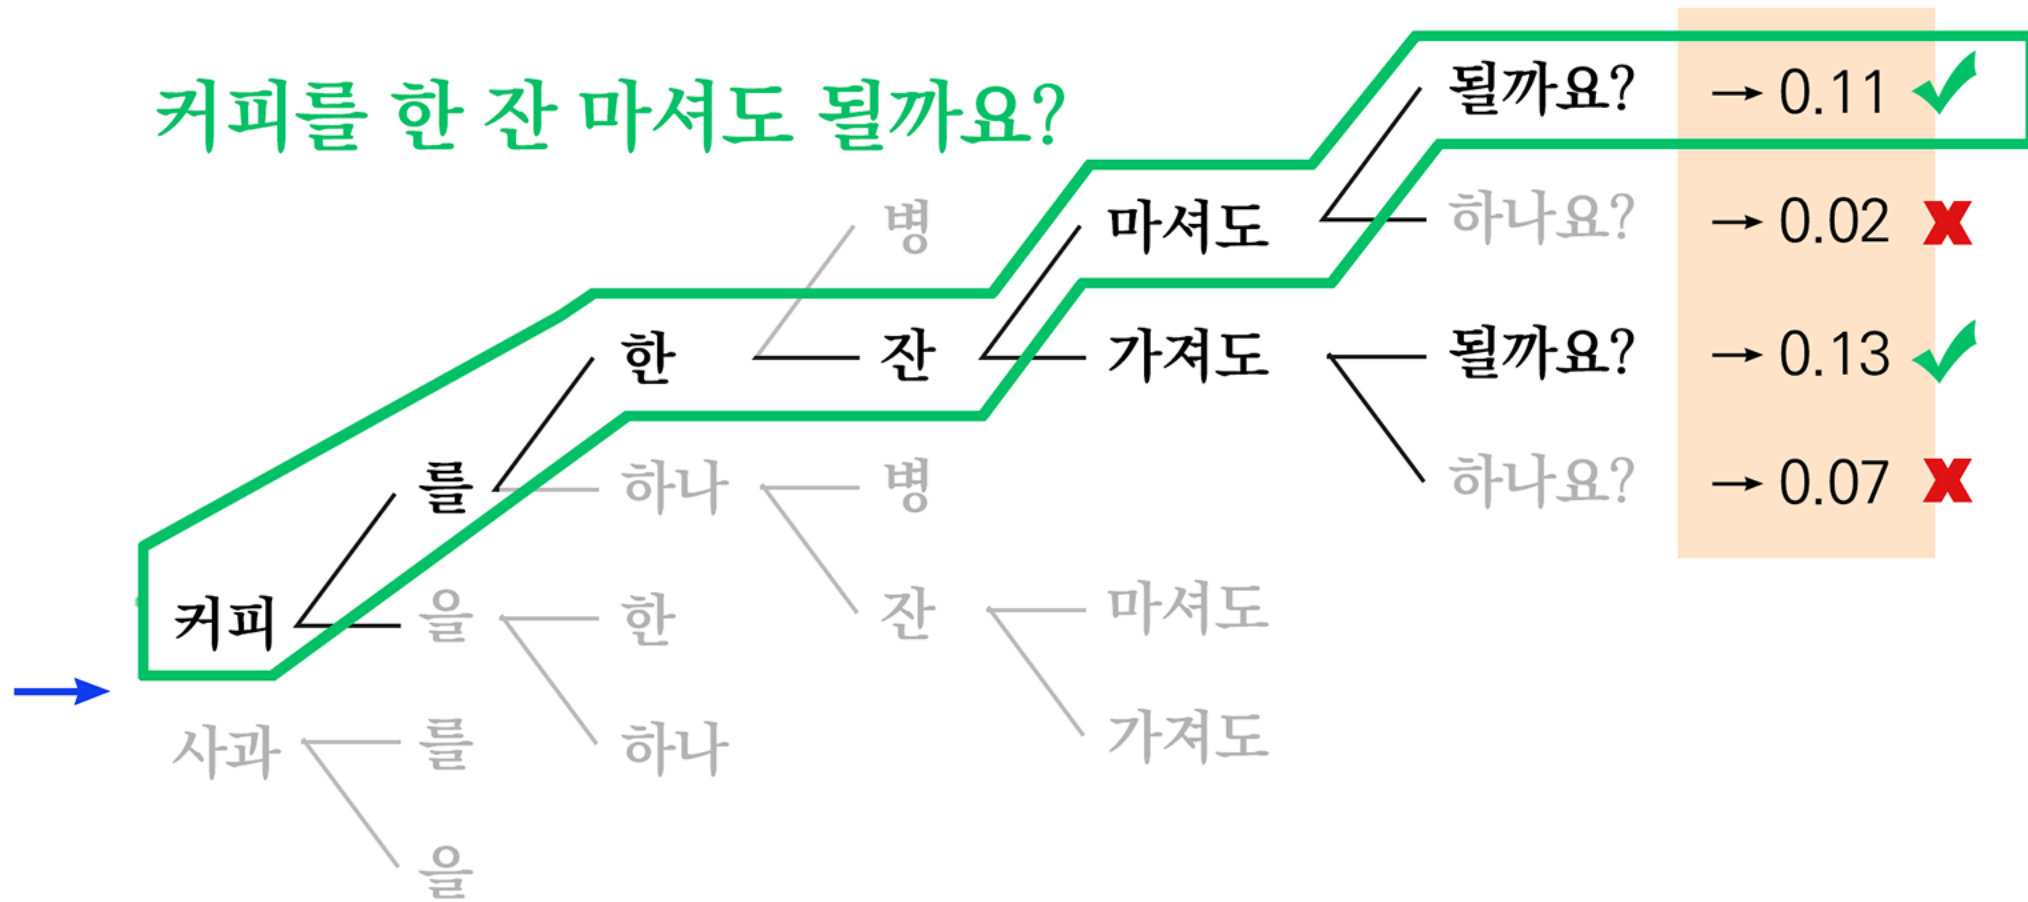 커피를 한 잔 마셔도 될까요?
될까요? → 0.11
병 마셔도 하나요? → 0.02
한 잔 가져도 될까요? → 0.13
를 하나 병 하나요? → 0.07
커피 을 한 잔 마셔도
사과 를 하나 가져도
을